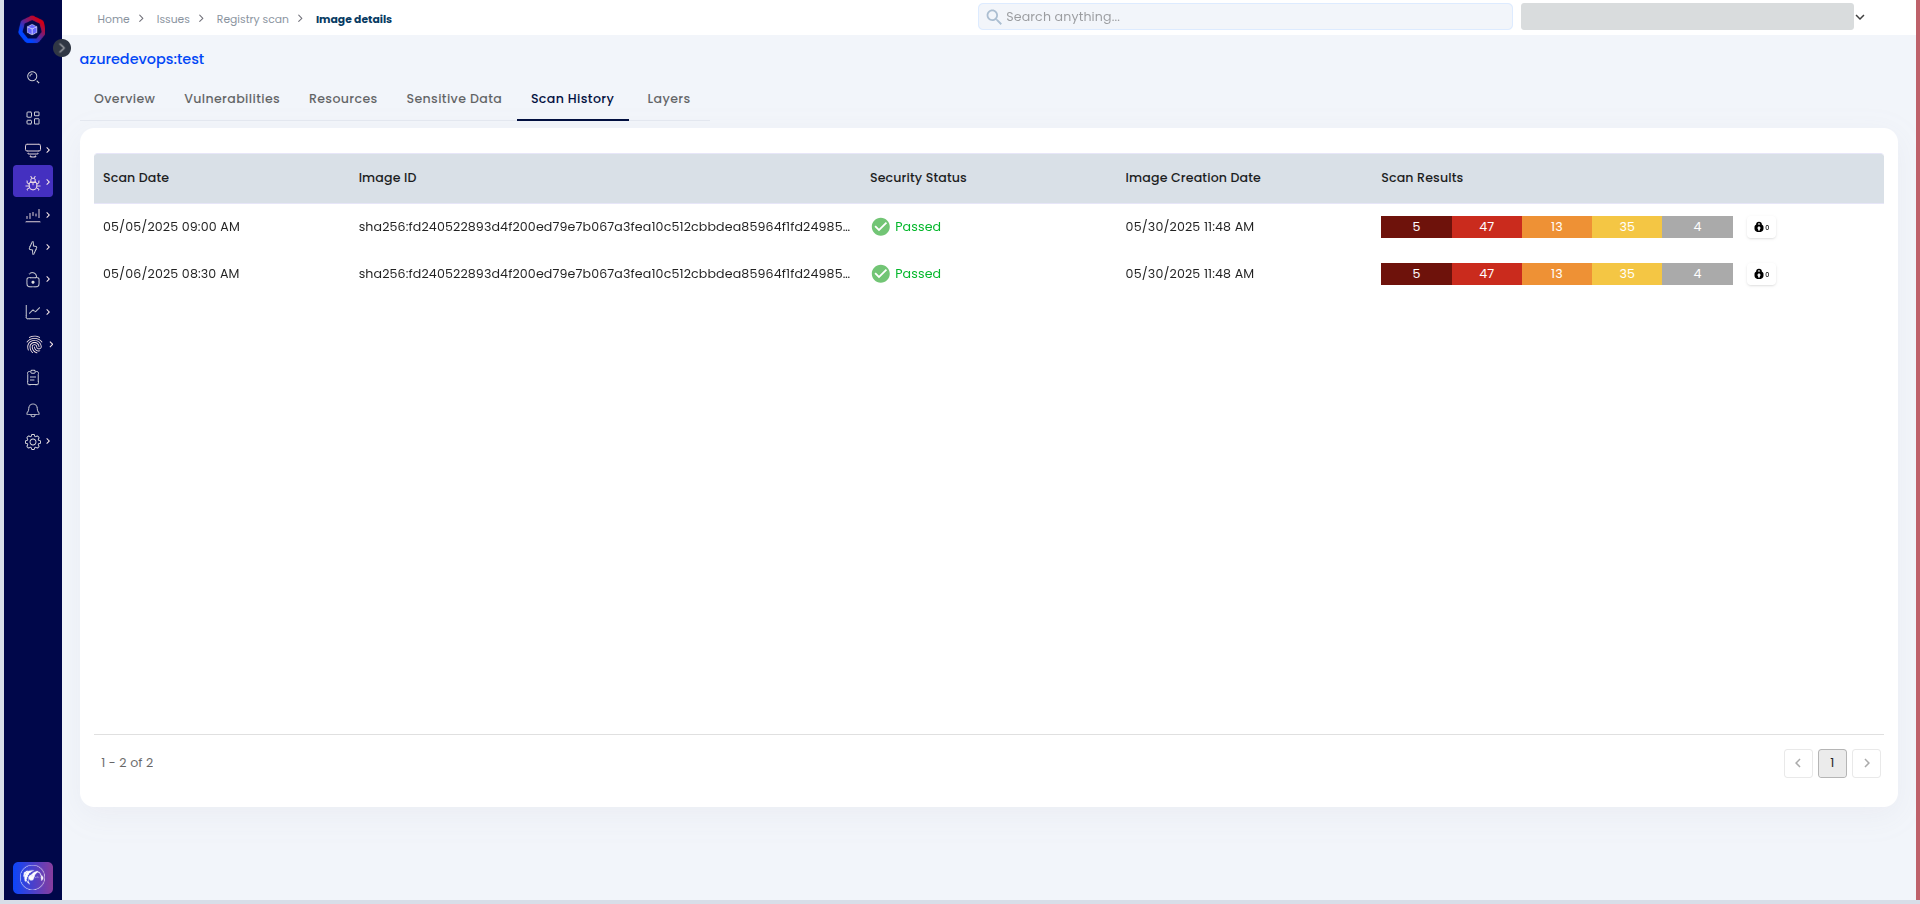 Home > Issues > Registry scan > Image details
Search anything...
azuredevops:test
Overview Vulnerabilities Resources Sensitive Data Scan History Layers
Scan Date Image ID Security Status Image Creation Date Scan Results
05/05/2025 09:00 AM sha256:fd240522893d4f200ed79e7b067a3fea10c512cbbdea85964f1fd24985... Passed 05/30/2025 11:48 AM 5 47 13 35 4 0
05/06/2025 08:30 AM sha256:fd240522893d4f200ed79e7b067a3fea10c512cbbdea85964f1fd24985... Passed 05/30/2025 11:48 AM 5 47 13 35 4 0
1 - 2 of 2 1